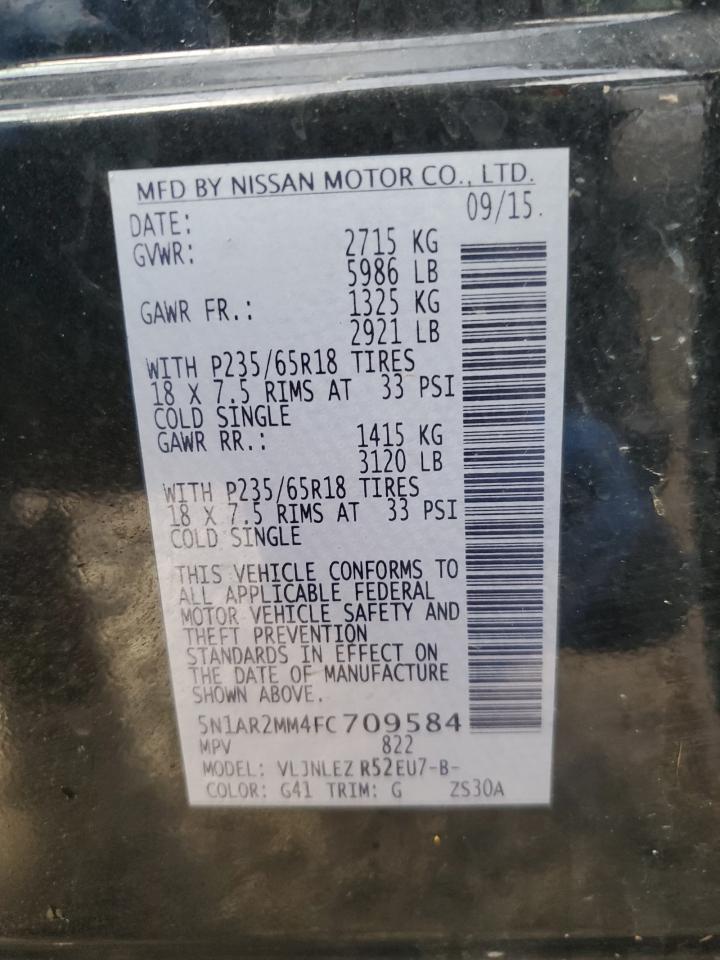 MFD BY NISSAN MOTOR CO., LTD.
DATE: 09/15.
GVWR: 2715 KG
5986 LB
GAWR FR.: 1325 KG
2921 LB
WITH P235/65R18 TIRES
18 X 7.5 RIMS AT 33 PSI
COLD SINGLE
GAWR RR.: 1415 KG
3120 LB
WITH P235/65R18 TIRES
18 X 7.5 RIMS AT 33 PSI
COLD SINGLE
THIS VEHICLE CONFORMS TO
ALL APPLICABLE FEDERAL
MOTOR VEHICLE SAFETY AND
THEFT PREVENTION
STANDARDS IN EFFECT ON
THE DATE OF MANUFACTURE
SHOWN ABOVE.
5N1AR2MM4FC709584
MPV 822
MODEL: VLJNLEZ R52EU7-B-
COLOR: G41 TRIM: G ZS30A